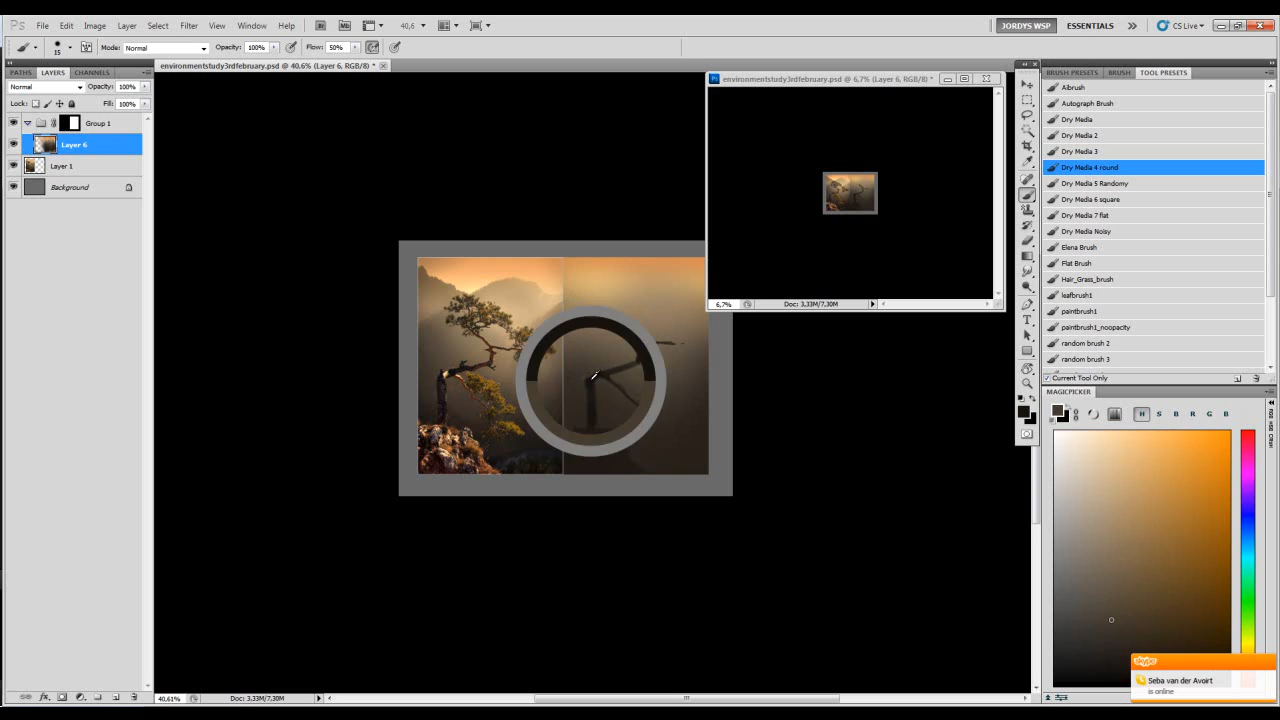 Ps File Edit Image Layer Select Filter View Window Help Br Mb 40,6 JORDYS WSP ESSENTIALS CS Live
15 Mode: Normal Opacity: 100% Flow: 50%
PATHS LAYERS CHANNELS
Normal Opacity: 100%
Lock: Fill: 100%
Group 1
Layer 6
Layer 1
Background
environmentstudy3rdfebruary.psd @ 40,6% (Layer 6, RGB/8) *
40,61% Doc: 3,33M/7,30M
environmentstudy3rdfebruary.psd @ 6,7% (Layer 6, RGB/8) *
6,7% Doc: 3,33M/7,30M
BRUSH PRESETS BRUSH TOOL PRESETS
Aibrush
Autograph Brush
Dry Media
Dry Media 2
Dry Media 3
Dry Media 4 round
Dry Media 5 Randomy
Dry Media 6 square
Dry Media 7 flat
Dry Media Noisy
Elena Brush
Flat Brush
Hair_Grass_brush
leafbrush1
paintbrush1
paintbrush1_noopacity
random brush 2
random brush 3
Current Tool Only
MAGICPICKER
H S B R G B
skype
Seba van der Avoirt
is online